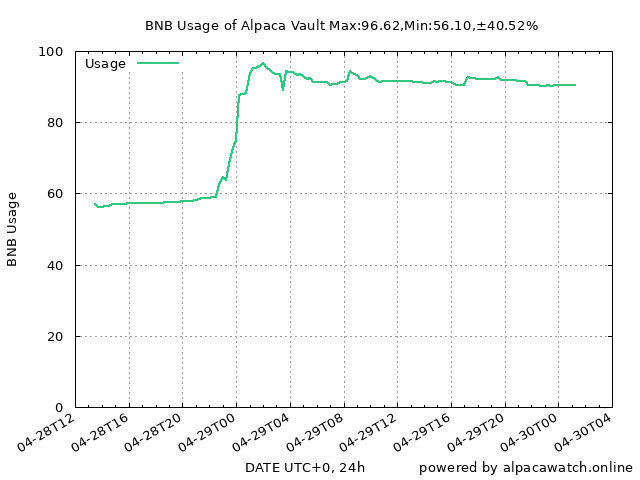 BNB Usage of Alpaca Vault Max:96.62,Min:56.10,±40.52%
Usage
100
80
60
40
20
0
BNB Usage
04-28T12
04-28T16
04-28T20
04-29T00
04-29T04
04-29T08
04-29T12
04-29T16
04-29T20
04-30T00
04-30T04
DATE UTC+0, 24h
powered by alpacawatch.online